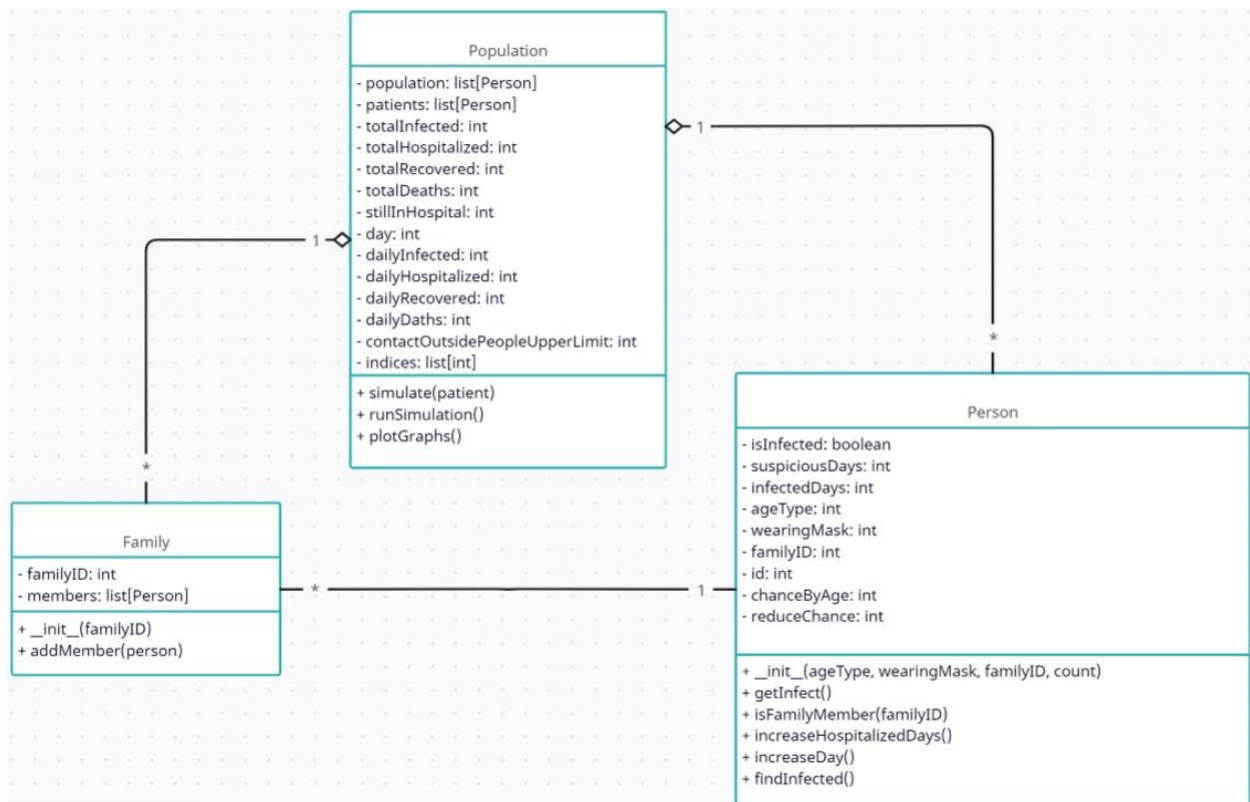 Population
- population: list[Person]
- patients: list[Person]
- totalInfected: int
- totalHospitalized: int
- totalRecovered: int
- totalDeaths: int
- stillInHospital: int
- day: int
- dailyInfected: int
- dailyHospitalized: int
- dailyRecovered: int
- dailyDaths: int
- contactOutsidePeopleUpperLimit: int
- indices: list[int]
+ simulate(patient)
+ runSimulation()
+ plotGraphs()
1
*
1
*
Family
- familyID: int
- members: list[Person]
+ __init__(familyID)
+ addMember(person)
*
1
Person
- isInfected: boolean
- suspiciousDays: int
- infectedDays: int
- ageType: int
- wearingMask: int
- familyID: int
- id: int
- chanceByAge: int
- reduceChance: int
+ __init__(ageType, wearingMask, familyID, count)
+ getInfect()
+ isFamilyMember(familyID)
+ increaseHospitalizedDays()
+ increaseDay()
+ findInfected()